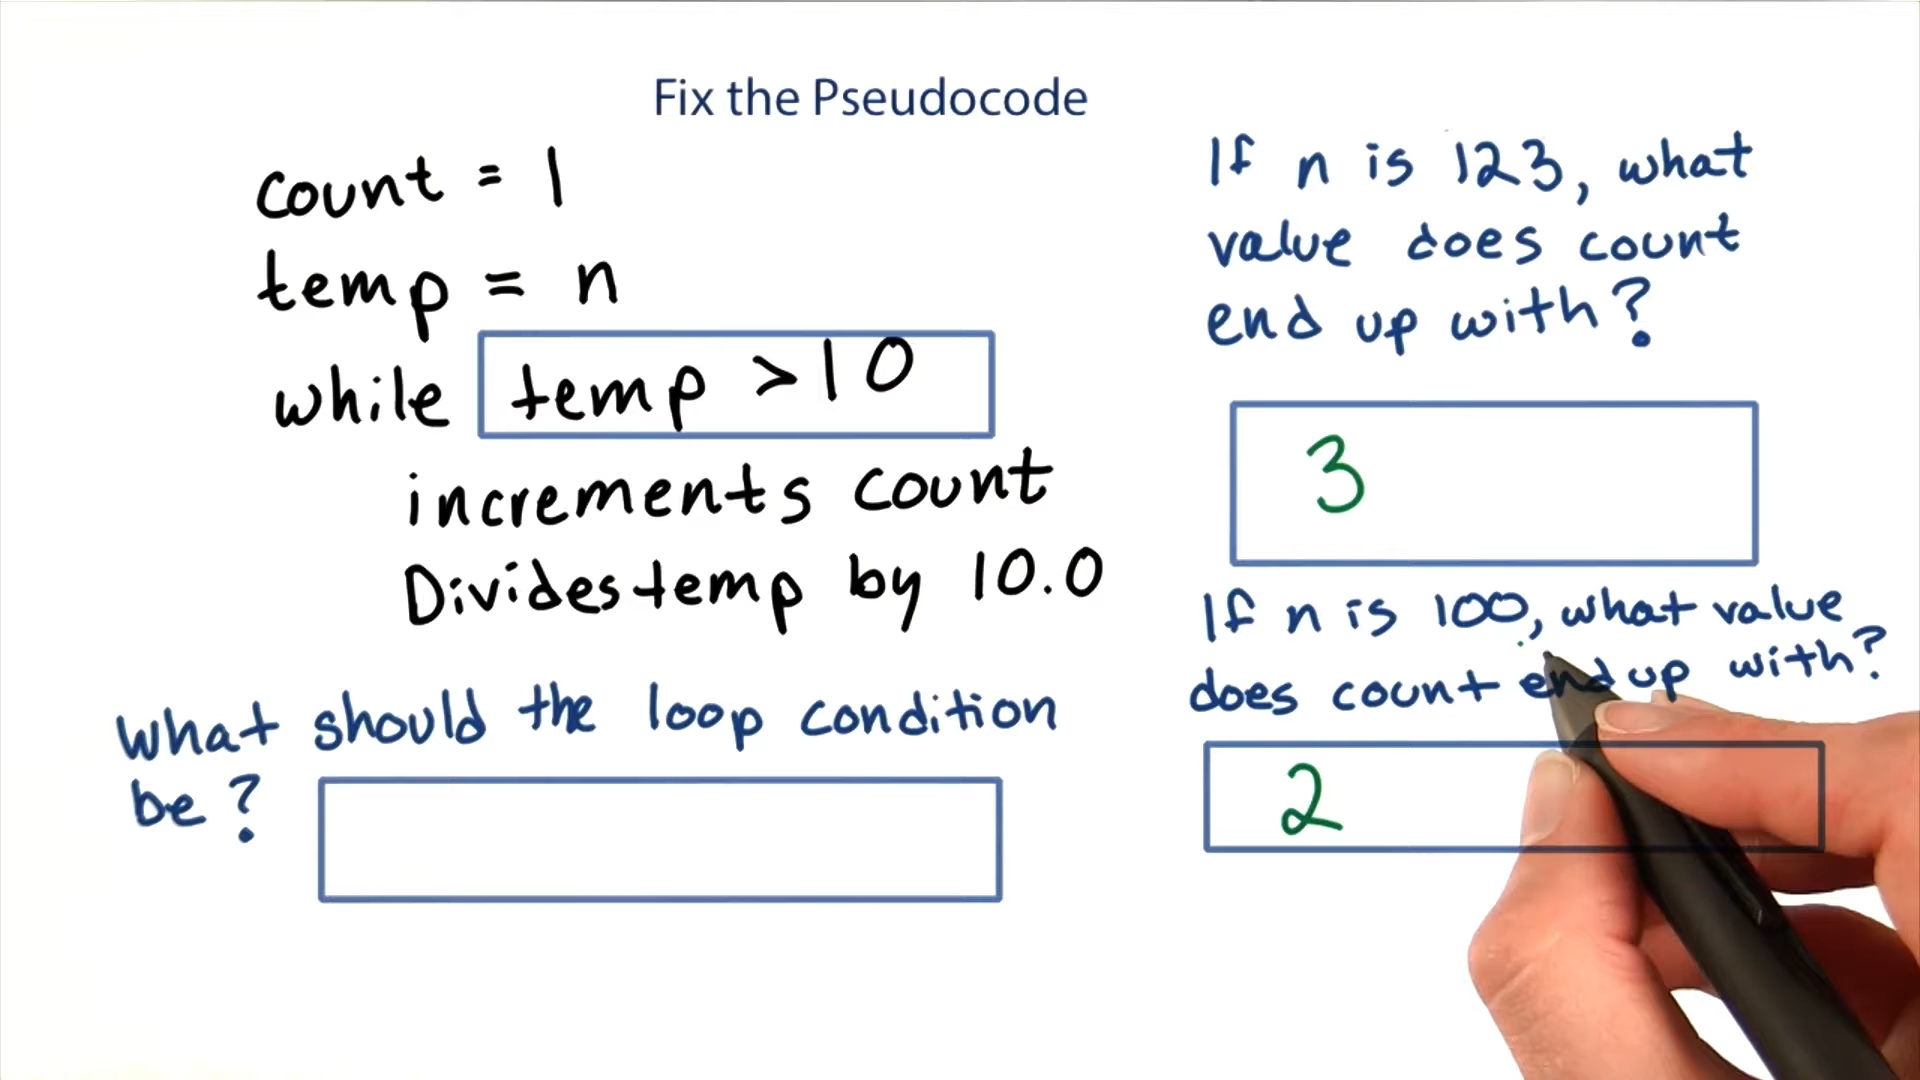 Fix the Pseudocode
count = 1
temp = n
while temp >10
increments count
Divides temp by 10.0
What should the loop condition
be?
If n is 123, what
value does count
end up with?
3
If n is 100, what value
does count end up with?
2